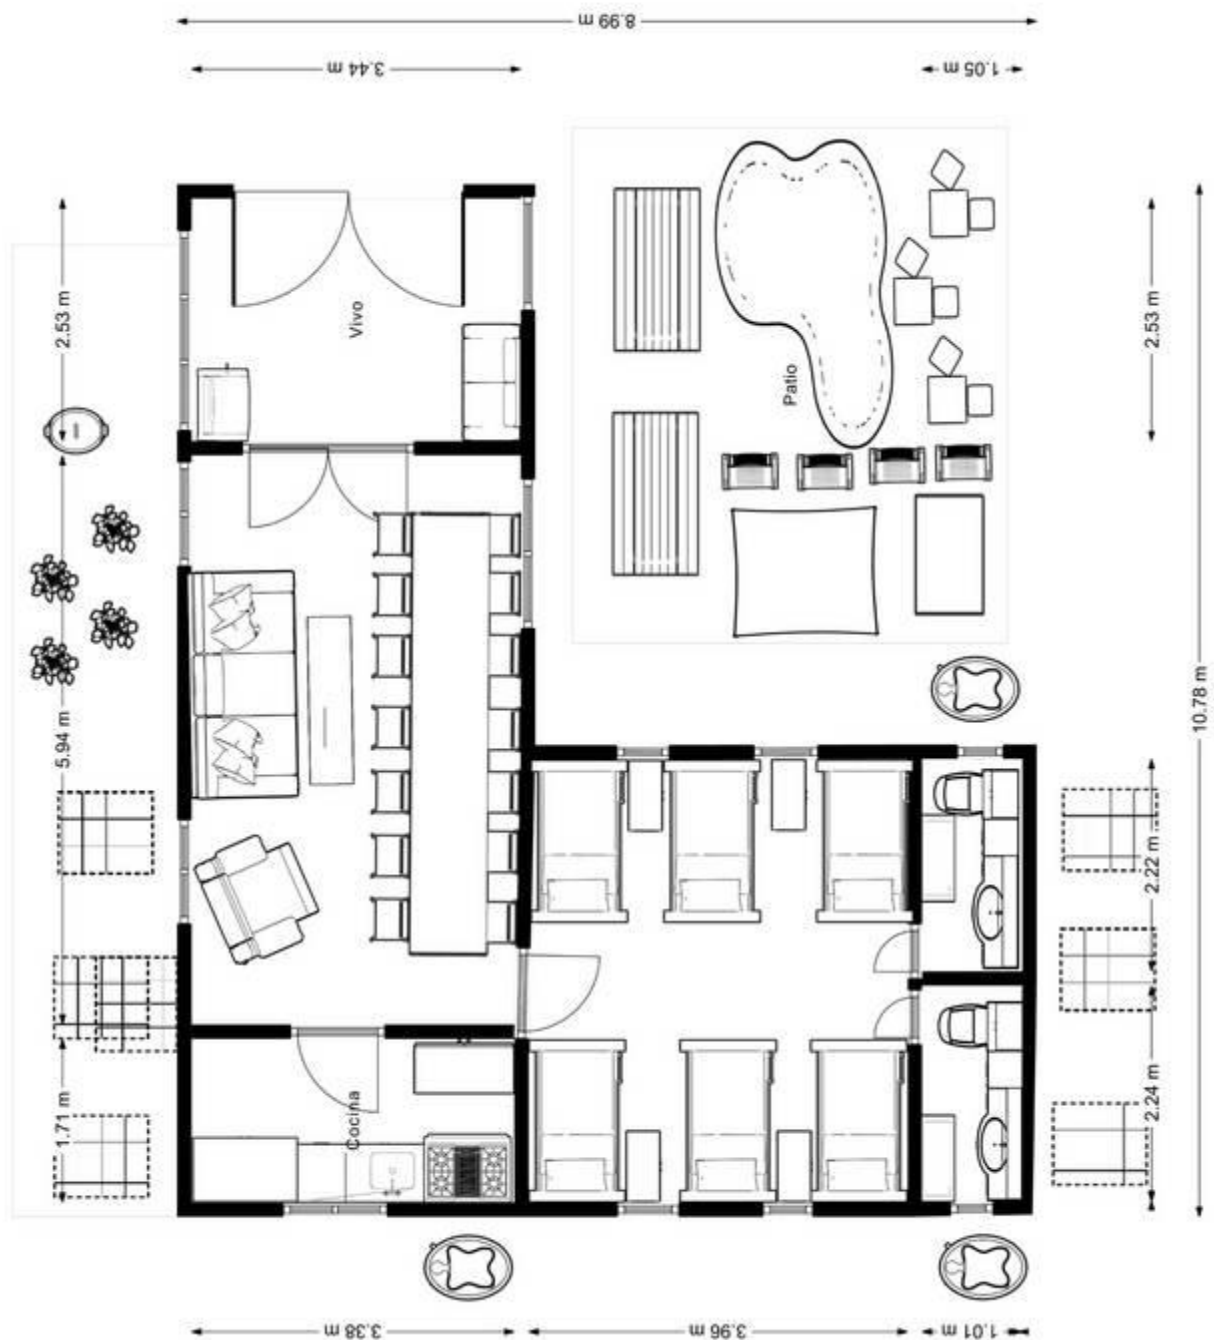 8.99 m
3.44 m
1.05 m
2.53 m
Vivo
Patio
2.53 m
5.94 m
10.78 m
2.22 m
1.71 m
Cocina
2.24 m
3.38 m
3.96 m
1.01 m